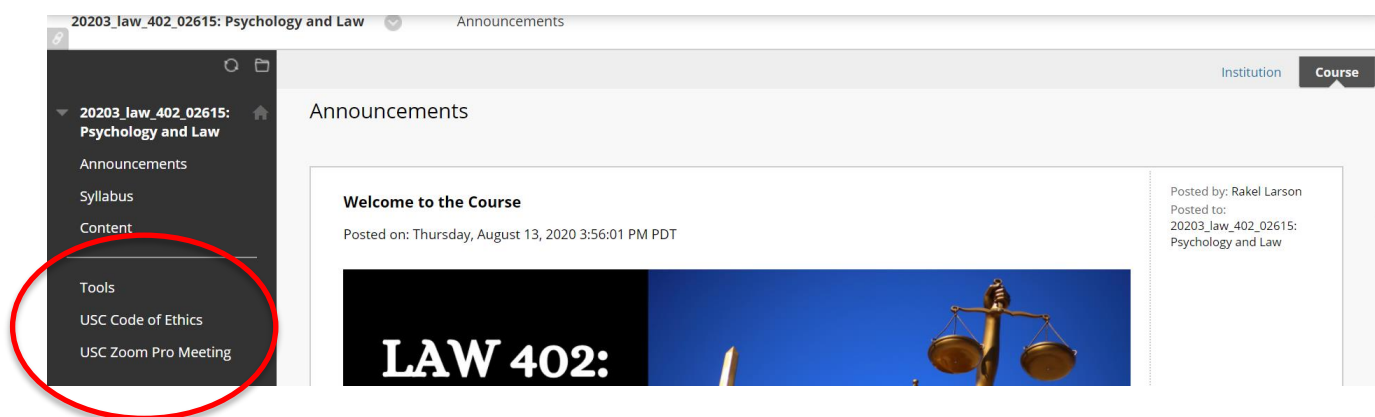 20203_law_402_02615: Psychology and Law
Announcements
Institution
Course
20203_law_402_02615:
Psychology and Law
Announcements
Syllabus
Content
Tools
USC Code of Ethics
USC Zoom Pro Meeting
Announcements
Welcome to the Course
Posted on: Thursday, August 13, 2020 3:56:01 PM PDT
LAW 402:
Posted by: Rakel Larson
Posted to:
20203_law_402_02615:
Psychology and Law